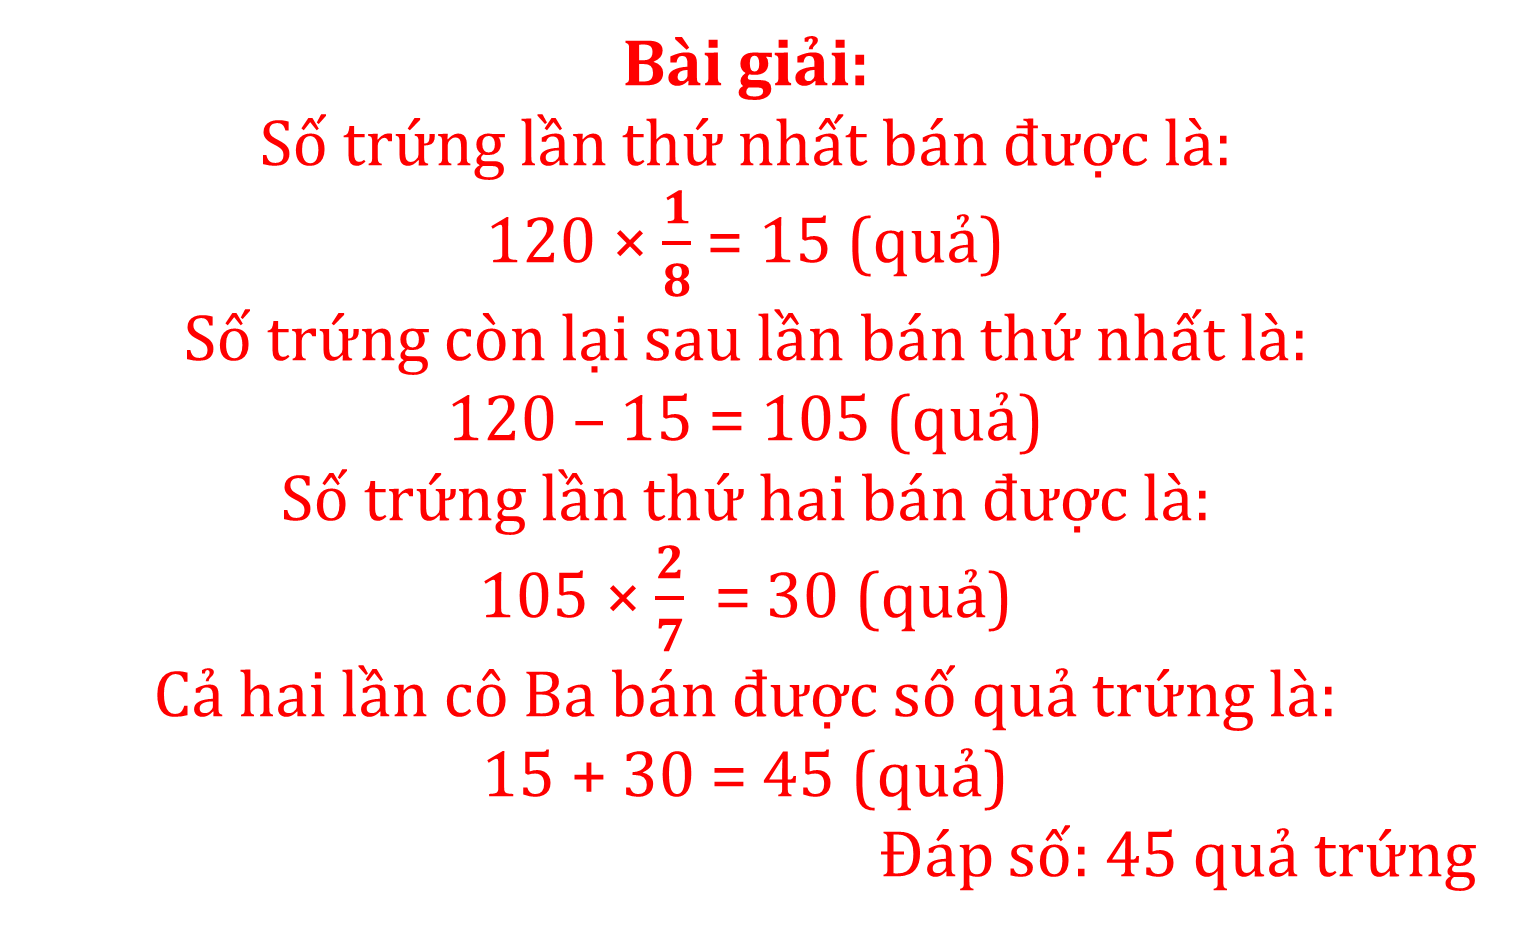 Bài giải:
Số trứng lần thứ nhất bán được là:
120 × 1/8 = 15 (quả)
Số trứng còn lại sau lần bán thứ nhất là:
120 – 15 = 105 (quả)
Số trứng lần thứ hai bán được là:
105 × 2/7 = 30 (quả)
Cả hai lần cô Ba bán được số quả trứng là:
15 + 30 = 45 (quả)
Đáp số: 45 quả trứng